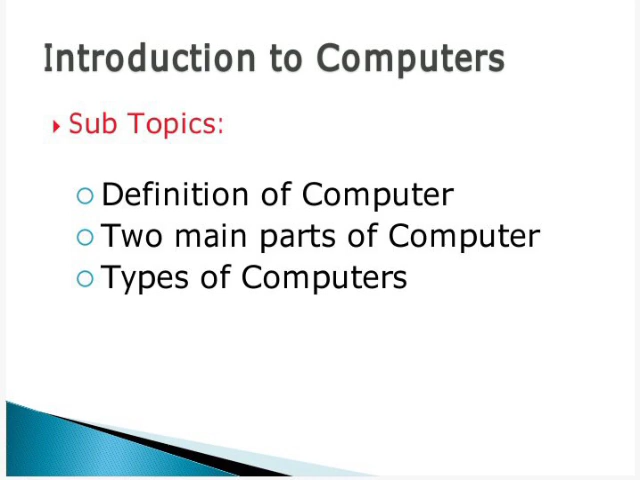 Introduction to Computers
Sub Topics:
Definition of Computer
Two main parts of Computer
Types of Computers